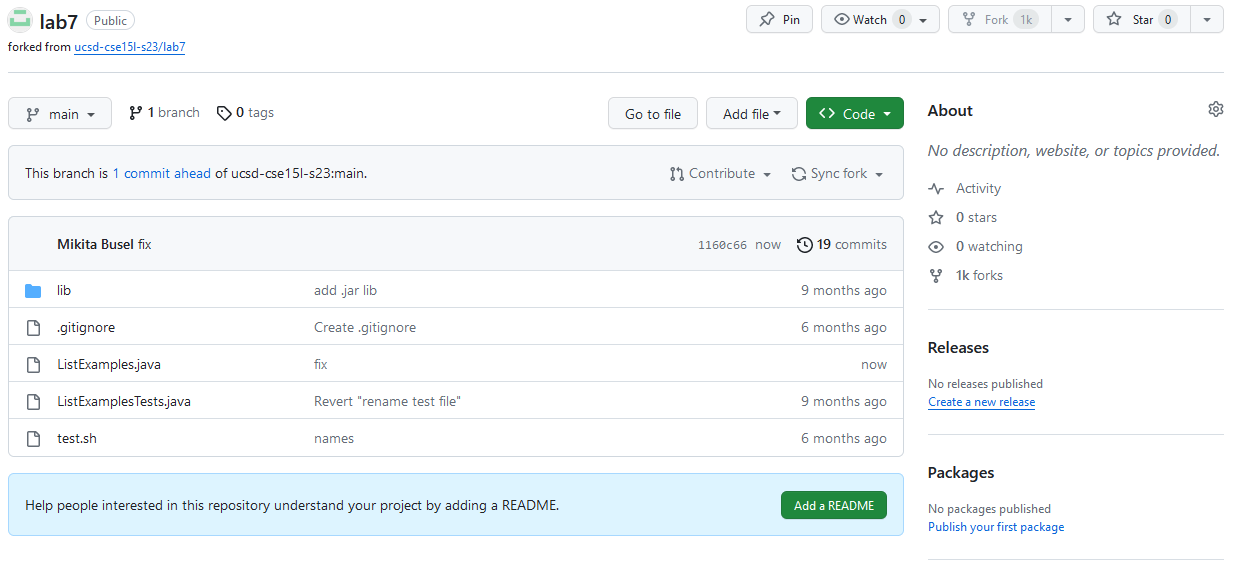 lab7 Public Pin Watch 0 Fork 1k Star 0
forked from ucsd-cse15l-s23/lab7
main 1 branch 0 tags Go to file Add file Code
This branch is 1 commit ahead of ucsd-cse15l-s23:main. Contribute Sync fork
Mikita Busel fix 1160c66 now 19 commits
lib add .jar lib 9 months ago
.gitignore Create .gitignore 6 months ago
ListExamples.java fix now
ListExamplesTests.java Revert "rename test file" 9 months ago
test.sh names 6 months ago
Help people interested in this repository understand your project by adding a README. Add a README
About
No description, website, or topics provided.
Activity
0 stars
0 watching
1k forks
Releases
No releases published
Create a new release
Packages
No packages published
Publish your first package